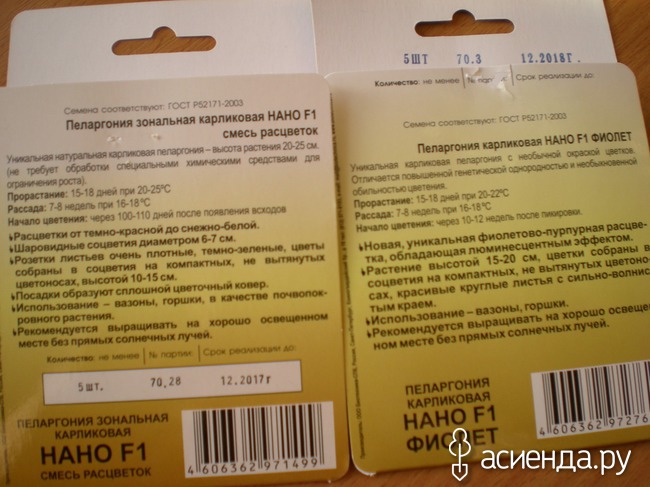 Семена соответствуют: ГОСТ Р52171-2003
Пеларгония зональная карликовая НАНО F1
смесь расцветок
Уникальная натуральная карликовая пеларгония – высота растения 20-25 см.
(не требует обработки специальными химическими средствами для
ограничения роста).
Прорастание: 15-18 дней при 20-25ºС
Рассада: 7-8 недель при 16-18ºС
Начало цветения: через 100-110 дней после появления всходов
Расцветки от темно-красной до снежно-белой.
Шаровидные соцветия диаметром 6-7 см.
Розетки листьев очень плотные, темно-зеленые, цветы
собраны в соцветия на компактных, не вытянутых
цветоносах, высотой 10-15 см.
Посадки образуют сплошной цветочный ковер.
Использование – вазоны, горшки, в качестве почвопок-
ровного растения.
Рекомендуется выращивать на хорошо освещенном
месте без прямых солнечных лучей.
Количество: не менее № партии: Срок реализации до:
5шт. 70,28 12.2017г
ПЕЛАРГОНИЯ ЗОНАЛЬНАЯ
КАРЛИКОВАЯ
НАНО F1
СМЕСЬ РАСЦВЕТОК
4 606362 971499
5ШТ 70.3 12.2018г.
Количество: не менее № партии: Срок реализации до:
Семена соответствуют: ГОСТ Р52171-2003
Пеларгония карликовая НАНО F1 ФИОЛЕТ
Уникальная карликовая пеларгония с необычной окраской цветков.
Отличается повышенной генетической однородностью и необыкновенной
обильностью цветения.
Прорастание: 15-18 дней при 20-22ºС
Рассада: 7-8 недель при 16-18ºС
Начало цветения: через 10-12 недель после пикировки.
Новая, уникальная фиолетово-пурпурная расцве-
тка, обладающая люминесцентным эффектом.
Растение высотой 15-20 см, цветки собраны в
соцветия на компактных, не вытянутых цветоно-
сах, красивые круглые листья с сильно-волнис-
тым краем.
Использование – вазоны, горшки.
Рекомендуется выращивать на хорошо освещен-
ном месте без прямых солнечных лучей.
ПЕЛАРГОНИЯ
КАРЛИКОВАЯ
НАНО F1
ФИОЛЕТ
4 606362
асиенда.ру